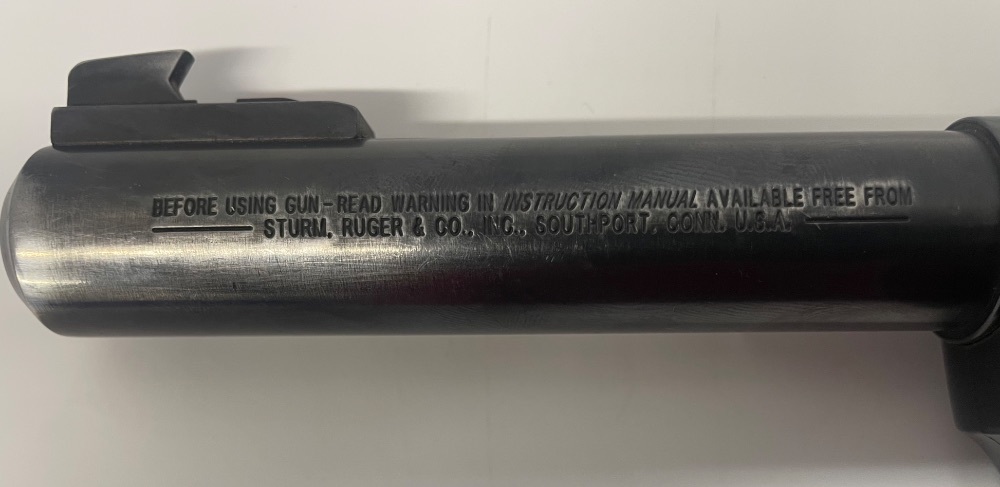 BEFORE USING GUN-READ WARNING IN INSTRUCTION MANUAL AVAILABLE FREE FROM
STURM, RUGER & CO., INC., SOUTHPORT, CONN. U.S.A.